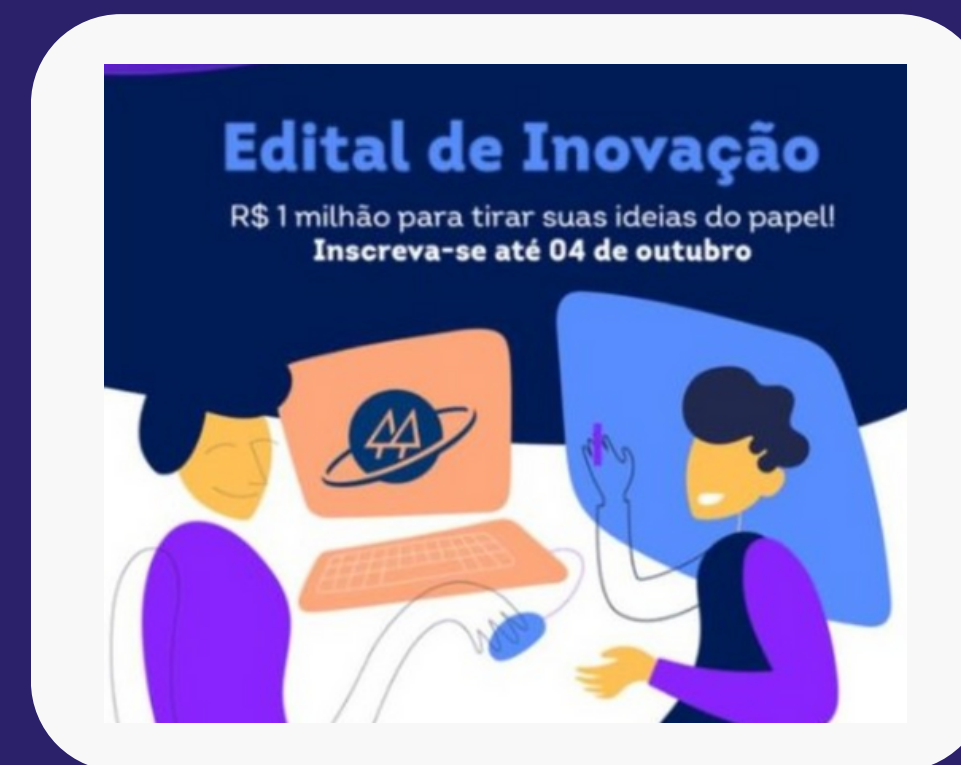 Edital de Inovação
R$ 1 milhão para tirar suas ideias do papel!
Inscreva-se até 04 de outubro